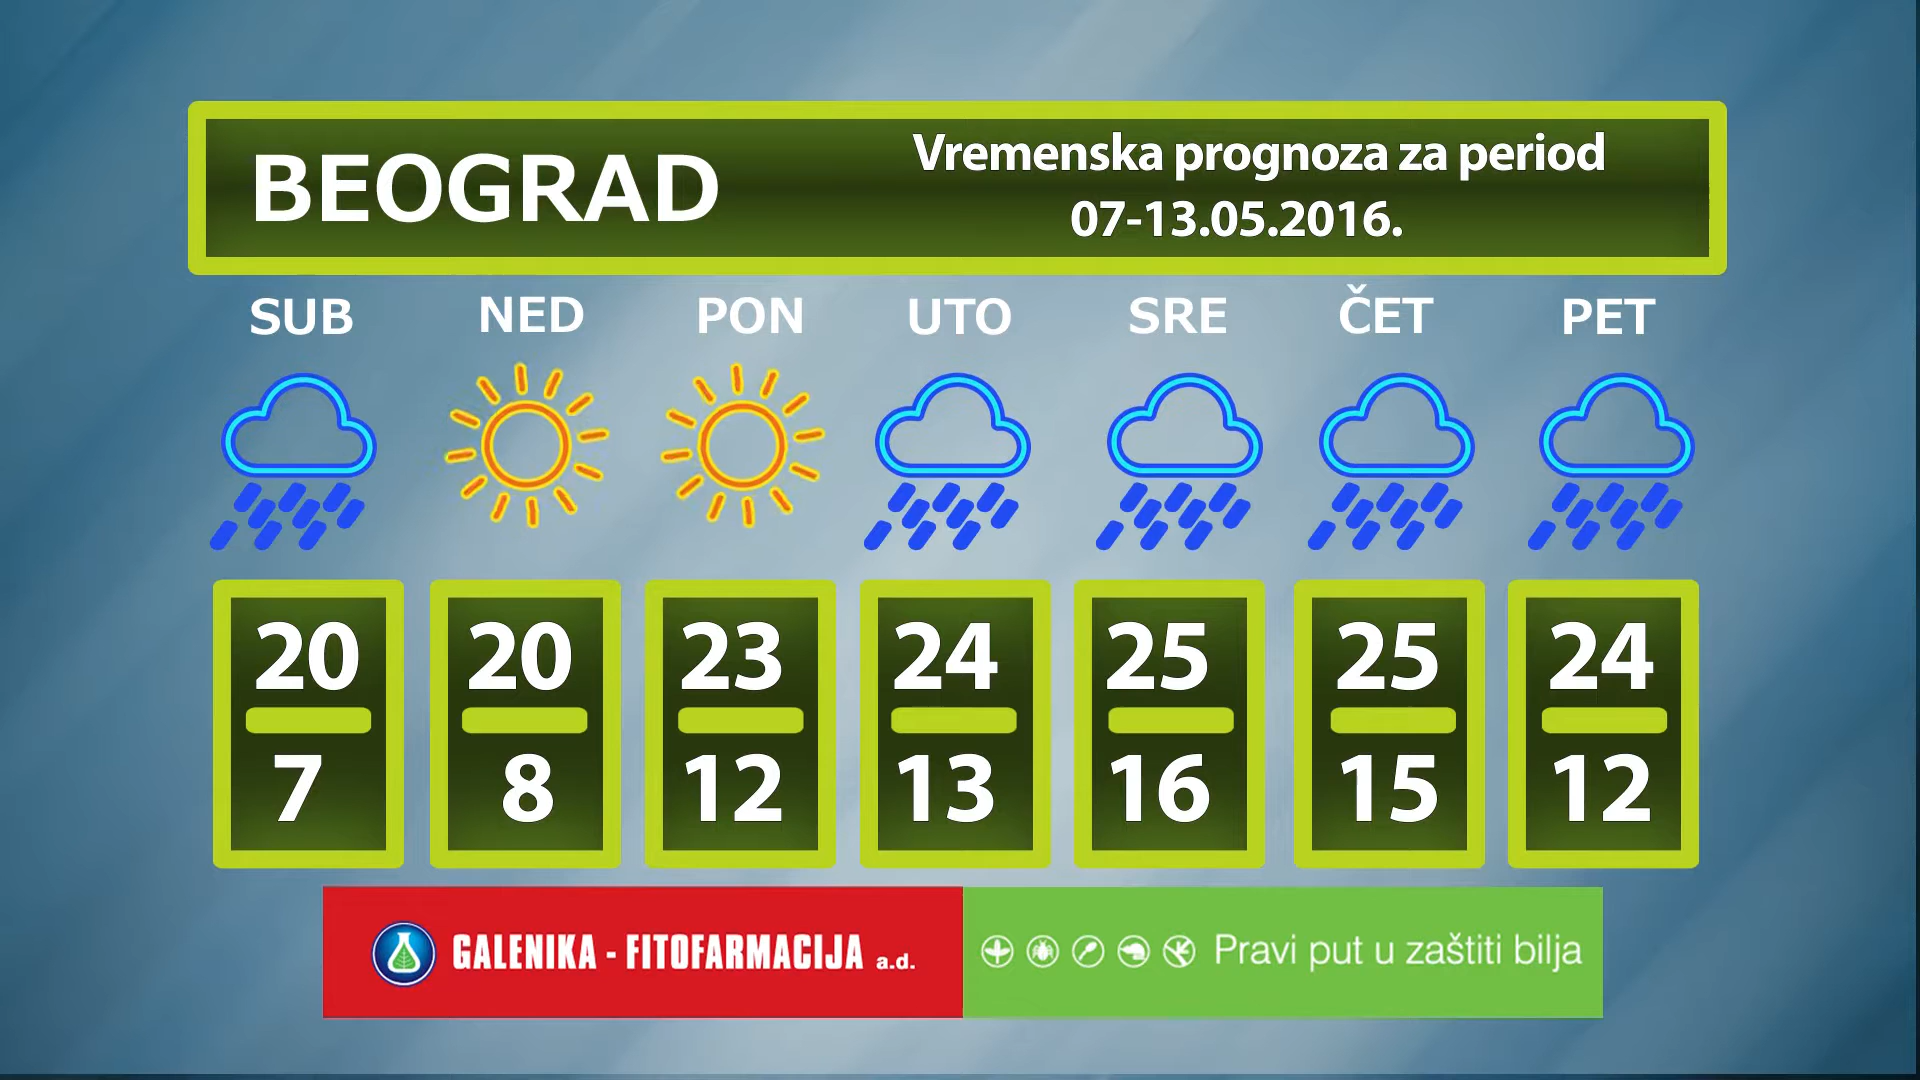 BEOGRAD
Vremenska prognoza za period
07-13.05.2016.
SUB NED PON UTO SRE ČET PET
20 20 23 24 25 25 24
7 8 12 13 16 15 12
GALENIKA - FITOFARMACIJA a.d.
Pravi put u zaštiti bilja